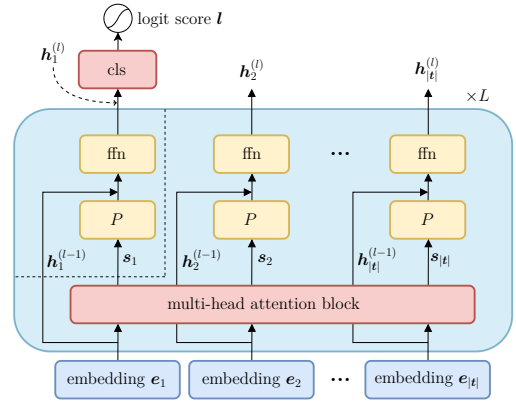 logit score l
h_1^{(l)}
cls
h_2^{(l)}
h_{|t|}^{(l)}
×L
ffn
ffn
...
ffn
P
P
P
h_1^{(l-1)}
s_1
h_2^{(l-1)}
s_2
h_{|t|}^{(l-1)}
s_{|t|}
multi-head attention block
embedding e_1
embedding e_2
...
embedding e_{|t|}